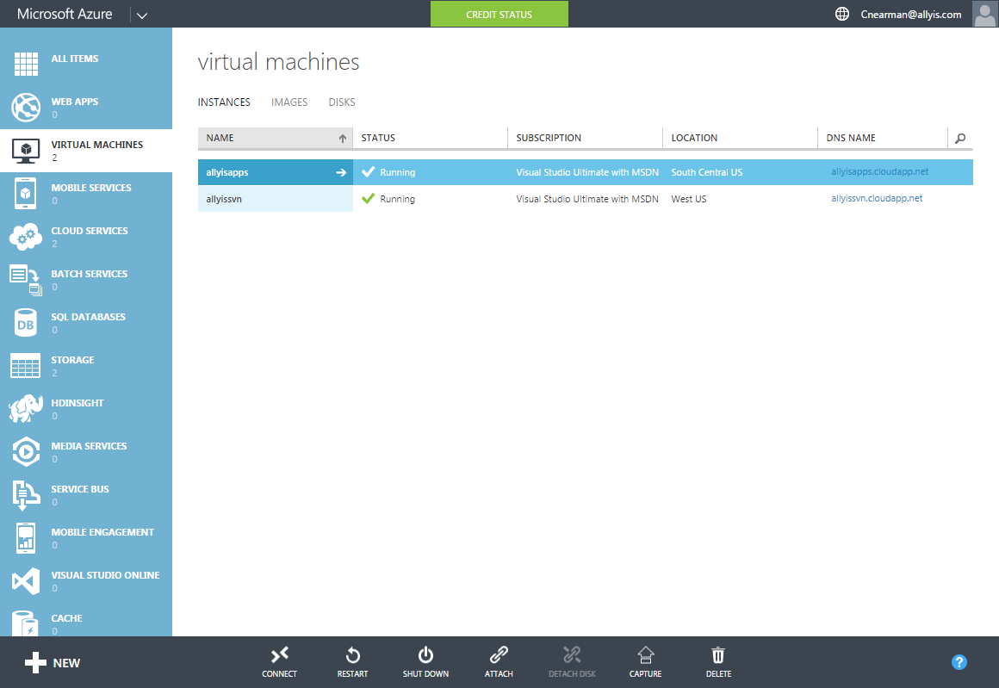 Microsoft Azure
CREDIT STATUS
Cnearman@allyis.com
ALL ITEMS
WEB APPS
0
VIRTUAL MACHINES
2
MOBILE SERVICES
0
CLOUD SERVICES
2
BATCH SERVICES
0
DB
SQL DATABASES
0
STORAGE
2
HDINSIGHT
0
MEDIA SERVICES
0
SERVICE BUS
0
MOBILE ENGAGEMENT
0
VISUAL STUDIO ONLINE
0
CACHE
0
virtual machines
INSTANCES IMAGES DISKS
NAME STATUS SUBSCRIPTION LOCATION DNS NAME
allyisapps Running Visual Studio Ultimate with MSDN South Central US allyisapps.cloudapp.net
allyissvn Running Visual Studio Ultimate with MSDN West US allyissvn.cloudapp.net
NEW
CONNECT RESTART SHUT DOWN ATTACH DETACH DISK CAPTURE DELETE
?